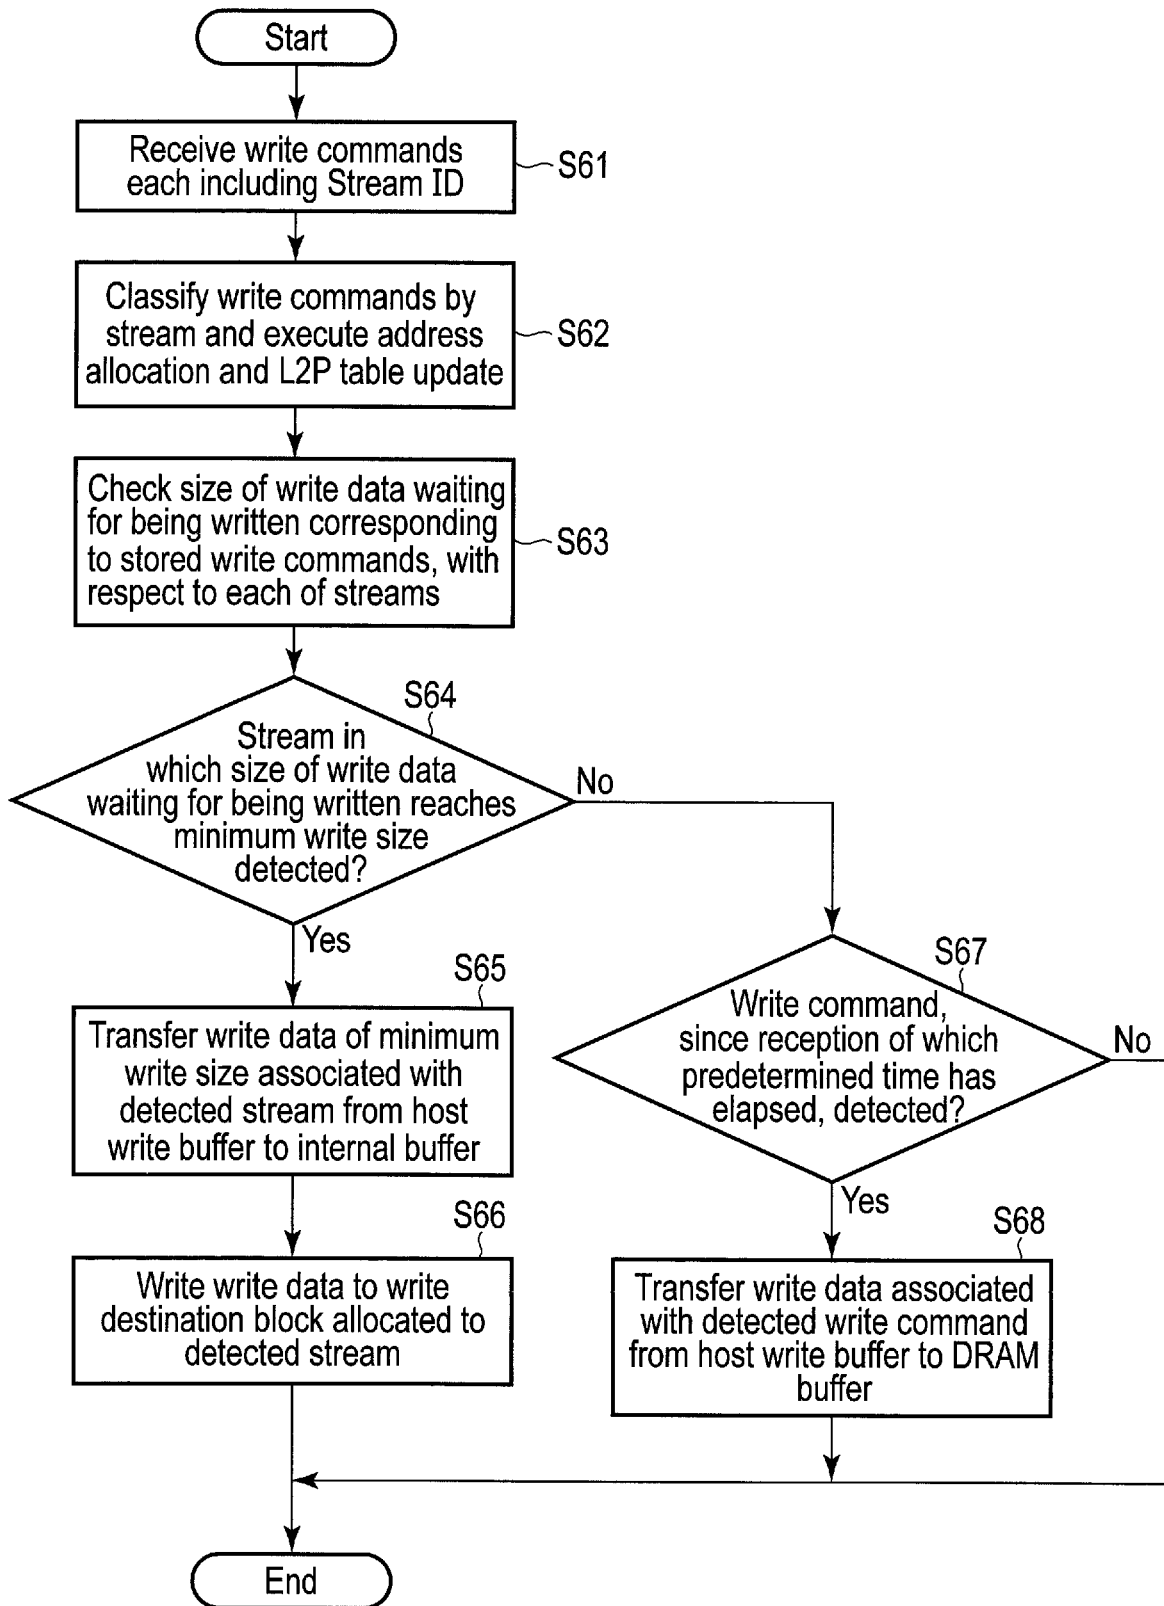 Start
Receive write commands
each including Stream ID
S61
Classify write commands by
stream and execute address
allocation and L2P table update
S62
Check size of write data waiting
for being written corresponding
to stored write commands, with
respect to each of streams
S63
S64
Stream in
which size of write data
waiting for being written reaches
minimum write size
detected?
No
Yes
S65
Transfer write data of minimum
write size associated with
detected stream from host
write buffer to internal buffer
S66
Write write data to write
destination block allocated to
detected stream
S67
Write command,
since reception of which
predetermined time has
elapsed, detected?
No
Yes
S68
Transfer write data associated
with detected write command
from host write buffer to DRAM
buffer
End